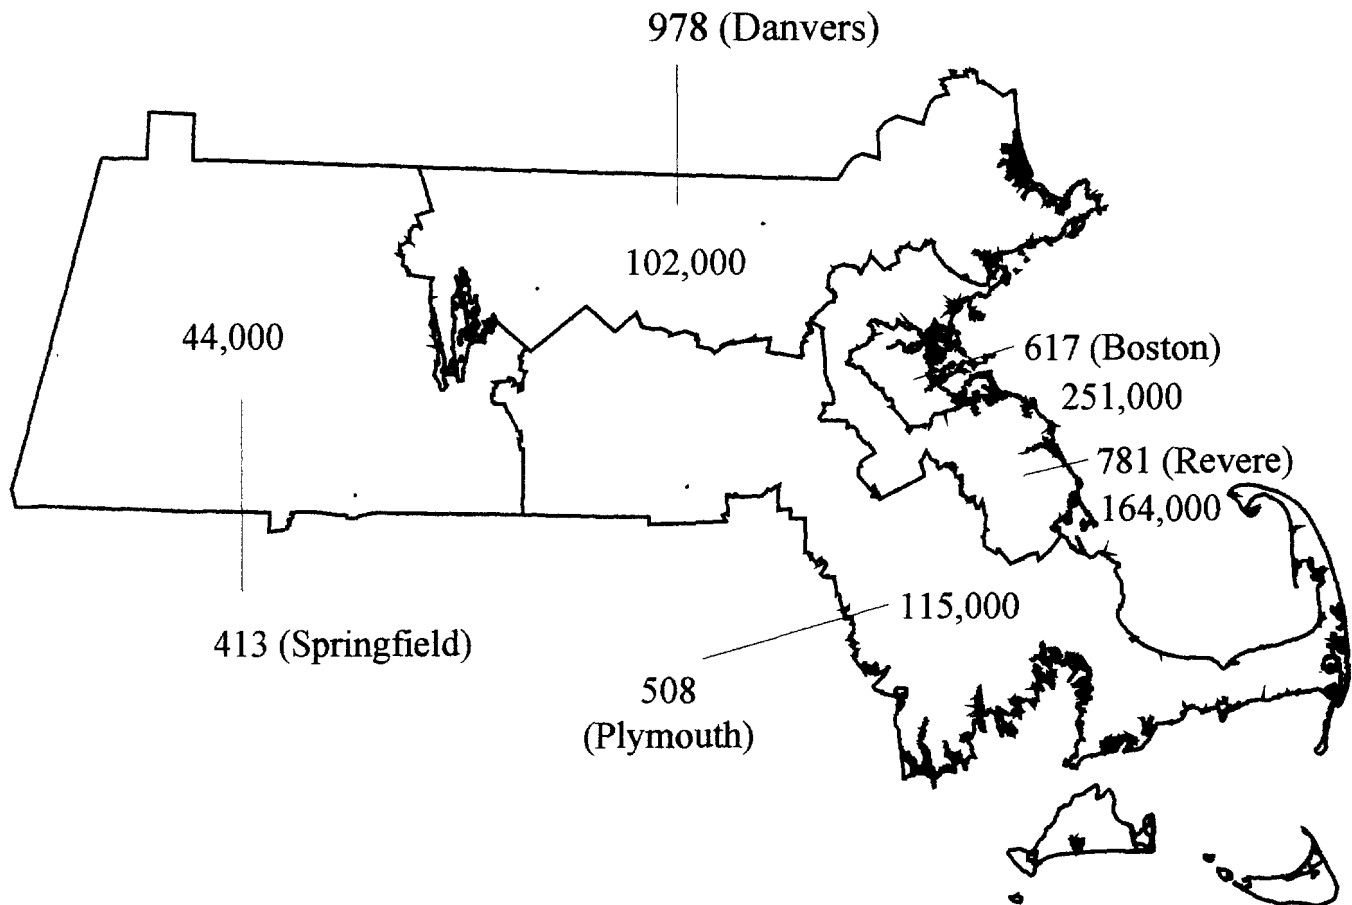 978 (Danvers)
102,000
44,000
617 (Boston)
251,000
781 (Revere)
164,000
115,000
413 (Springfield)
508
(Plymouth)